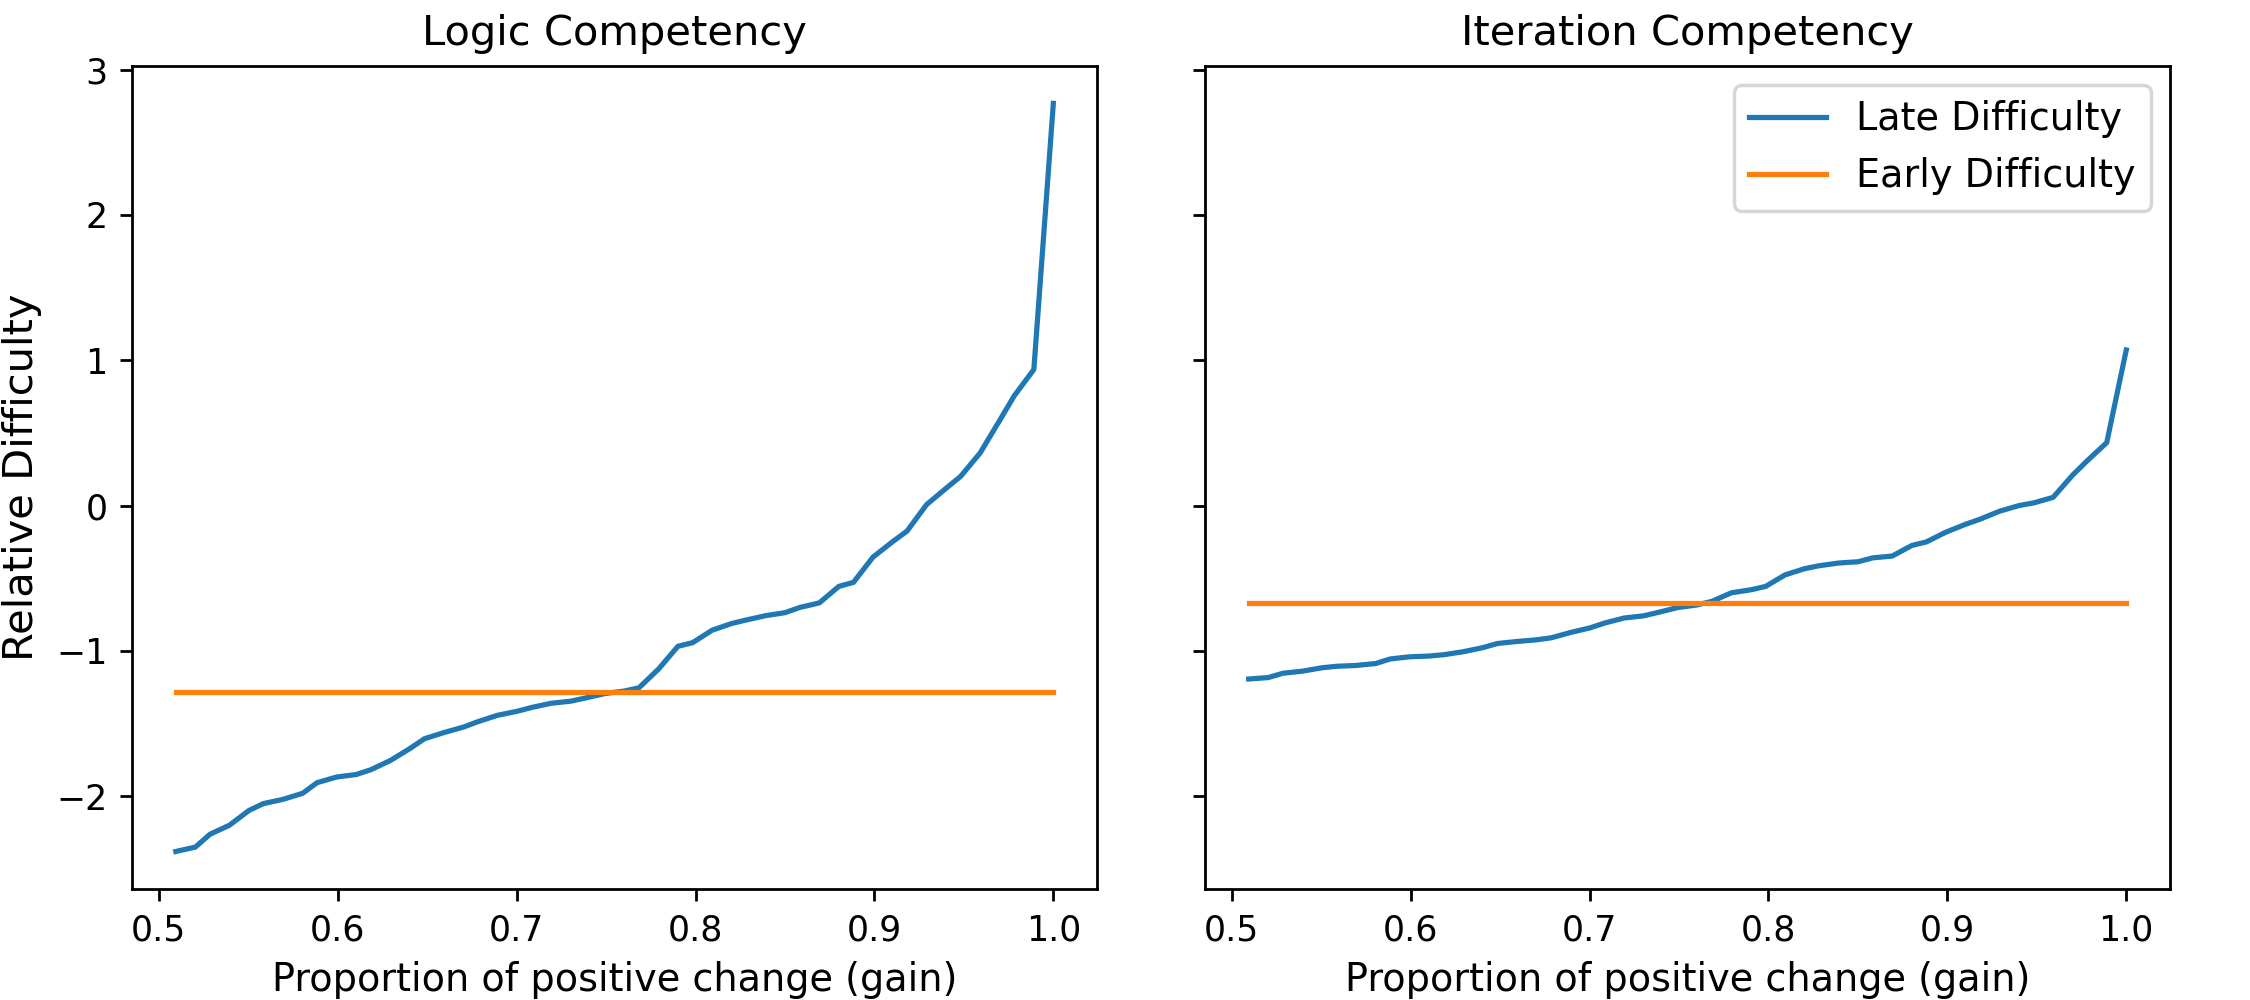 Logic Competency
Iteration Competency
Relative Difficulty
3
2
1
0
−1
−2
0.5 0.6 0.7 0.8 0.9 1.0
Proportion of positive change (gain)
Late Difficulty
Early Difficulty
0.5 0.6 0.7 0.8 0.9 1.0
Proportion of positive change (gain)